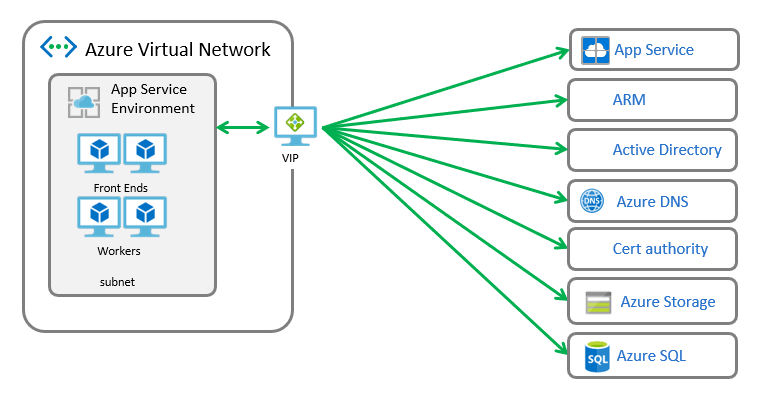 Azure Virtual Network
App Service
Environment
Front Ends
Workers
subnet
VIP
App Service
ARM
Active Directory
DNS
Azure DNS
Cert authority
Azure Storage
SQL
Azure SQL